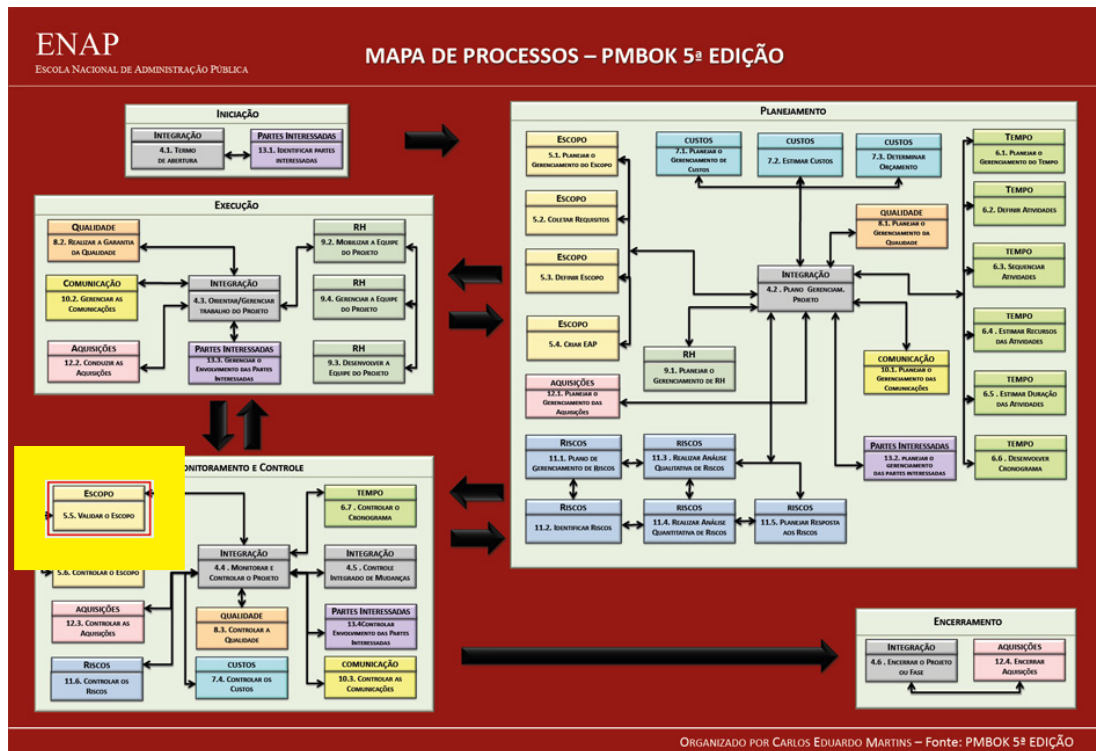 ENAP
ESCOLA NACIONAL DE ADMINISTRAÇÃO PÚBLICA
MAPA DE PROCESSOS – PMBOK 5ª EDIÇÃO
INICIAÇÃO
INTEGRAÇÃO
4.1. TERMO
DE ABERTURA
PARTES INTERESSADAS
13.1. IDENTIFICAR PARTES
INTERESSADAS
EXECUÇÃO
QUALIDADE
8.2. REALIZAR A GARANTIA
DA QUALIDADE
COMUNICAÇÃO
10.2. GERENCIAR AS
COMUNICAÇÕES
AQUISIÇÕES
12.2. CONDUZIR AS
AQUISIÇÕES
INTEGRAÇÃO
4.3. ORIENTAR/GERENCIAR
TRABALHO DO PROJETO
PARTES INTERESSADAS
13.3. GERENCIAR O
ENVOLVIMENTO DAS PARTES
INTERESSADAS
RH
9.2. MOBILIZAR A EQUIPE
DO PROJETO
RH
9.4. GERENCIAR A EQUIPE
DO PROJETO
RH
9.3. DESENVOLVER A
EQUIPE DO PROJETO
PLANEJAMENTO
ESCOPO
5.1. PLANEJAR O
GERENCIAMENTO DO ESCOPO
ESCOPO
5.2. COLETAR REQUISITOS
ESCOPO
5.3. DEFINIR ESCOPO
ESCOPO
5.4. CRIAR EAP
CUSTOS
7.1. PLANEJAR O
GERENCIAMENTO DE
CUSTOS
CUSTOS
7.2. ESTIMAR CUSTOS
CUSTOS
7.3. DETERMINAR
ORÇAMENTO
QUALIDADE
8.1. PLANEJAR O
GERENCIAMENTO DA
QUALIDADE
INTEGRAÇÃO
4.2 . PLANO GERENCIAM.
PROJETO
RH
9.1. PLANEJAR O
GERENCIAMENTO DE RH
AQUISIÇÕES
12.1. PLANEJAR O
GERENCIAMENTO DAS
AQUISIÇÕES
COMUNICAÇÃO
10.1. PLANEJAR O
GERENCIAMENTO DAS
COMUNICAÇÕES
PARTES INTERESSADAS
13.2. PLANEJAR O
GERENCIAMENTO
DAS PARTES INTERESSADAS
RISCOS
11.1. PLANO DE
GERENCIAMENTO DE RISCOS
RISCOS
11.3 . REALIZAR ANÁLISE
QUALITATIVA DE RISCOS
RISCOS
11.2. IDENTIFICAR RISCOS
RISCOS
11.4. REALIZAR ANÁLISE
QUANTITATIVA DE RISCOS
RISCOS
11.5. PLANEJAR RESPOSTA
AOS RISCOS
TEMPO
6.1. PLANEJAR O
GERENCIAMENTO DO TEMPO
TEMPO
6.2. DEFINIR ATIVIDADES
TEMPO
6.3. SEQUENCIAR
ATIVIDADES
TEMPO
6.4 ESTIMAR RECURSOS
DAS ATIVIDADES
TEMPO
6.5 . ESTIMAR DURAÇÃO
DAS ATIVIDADES
TEMPO
6.6 . DESENVOLVER
CRONOGRAMA
ONITORAMENTO E CONTROLE
ESCOPO
5.5. VALIDAR O ESCOPO
5.6. CONTROLAR O ESCOPO
AQUISIÇÕES
12.3. CONTROLAR AS
AQUISIÇÕES
RISCOS
11.6. CONTROLAR OS
RISCOS
INTEGRAÇÃO
4.4 . MONITORAR E
CONTROLAR O PROJETO
QUALIDADE
8.3. CONTROLAR A
QUALIDADE
CUSTOS
7.4. CONTROLAR OS
CUSTOS
TEMPO
6.7 . CONTROLAR O
CRONOGRAMA
INTEGRAÇÃO
4.5 . CONTROLE
INTEGRADO DE MUDANÇAS
PARTES INTERESSADAS
13.4CONTROLAR
ENVOLVIMENTO DAS PARTES
INTERESSADAS
COMUNICAÇÃO
10.3. CONTROLAR AS
COMUNICAÇÕES
ENCERRAMENTO
INTEGRAÇÃO
4.6 . ENCERRAR O PROJETO
OU FASE
AQUISIÇÕES
12.4. ENCERRAR
AQUISIÇÕES
ORGANIZADO POR CARLOS EDUARDO MARTINS – FONTE: PMBOK 5ª EDIÇÃO